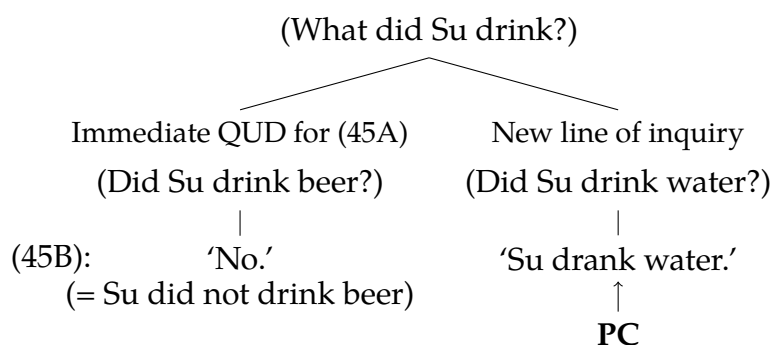 (What did Su drink?)
Immediate QUD for (45A) New line of inquiry
(Did Su drink beer?) (Did Su drink water?)
(45B): ‘No.’ ‘Su drank water.’
(= Su did not drink beer)
PC